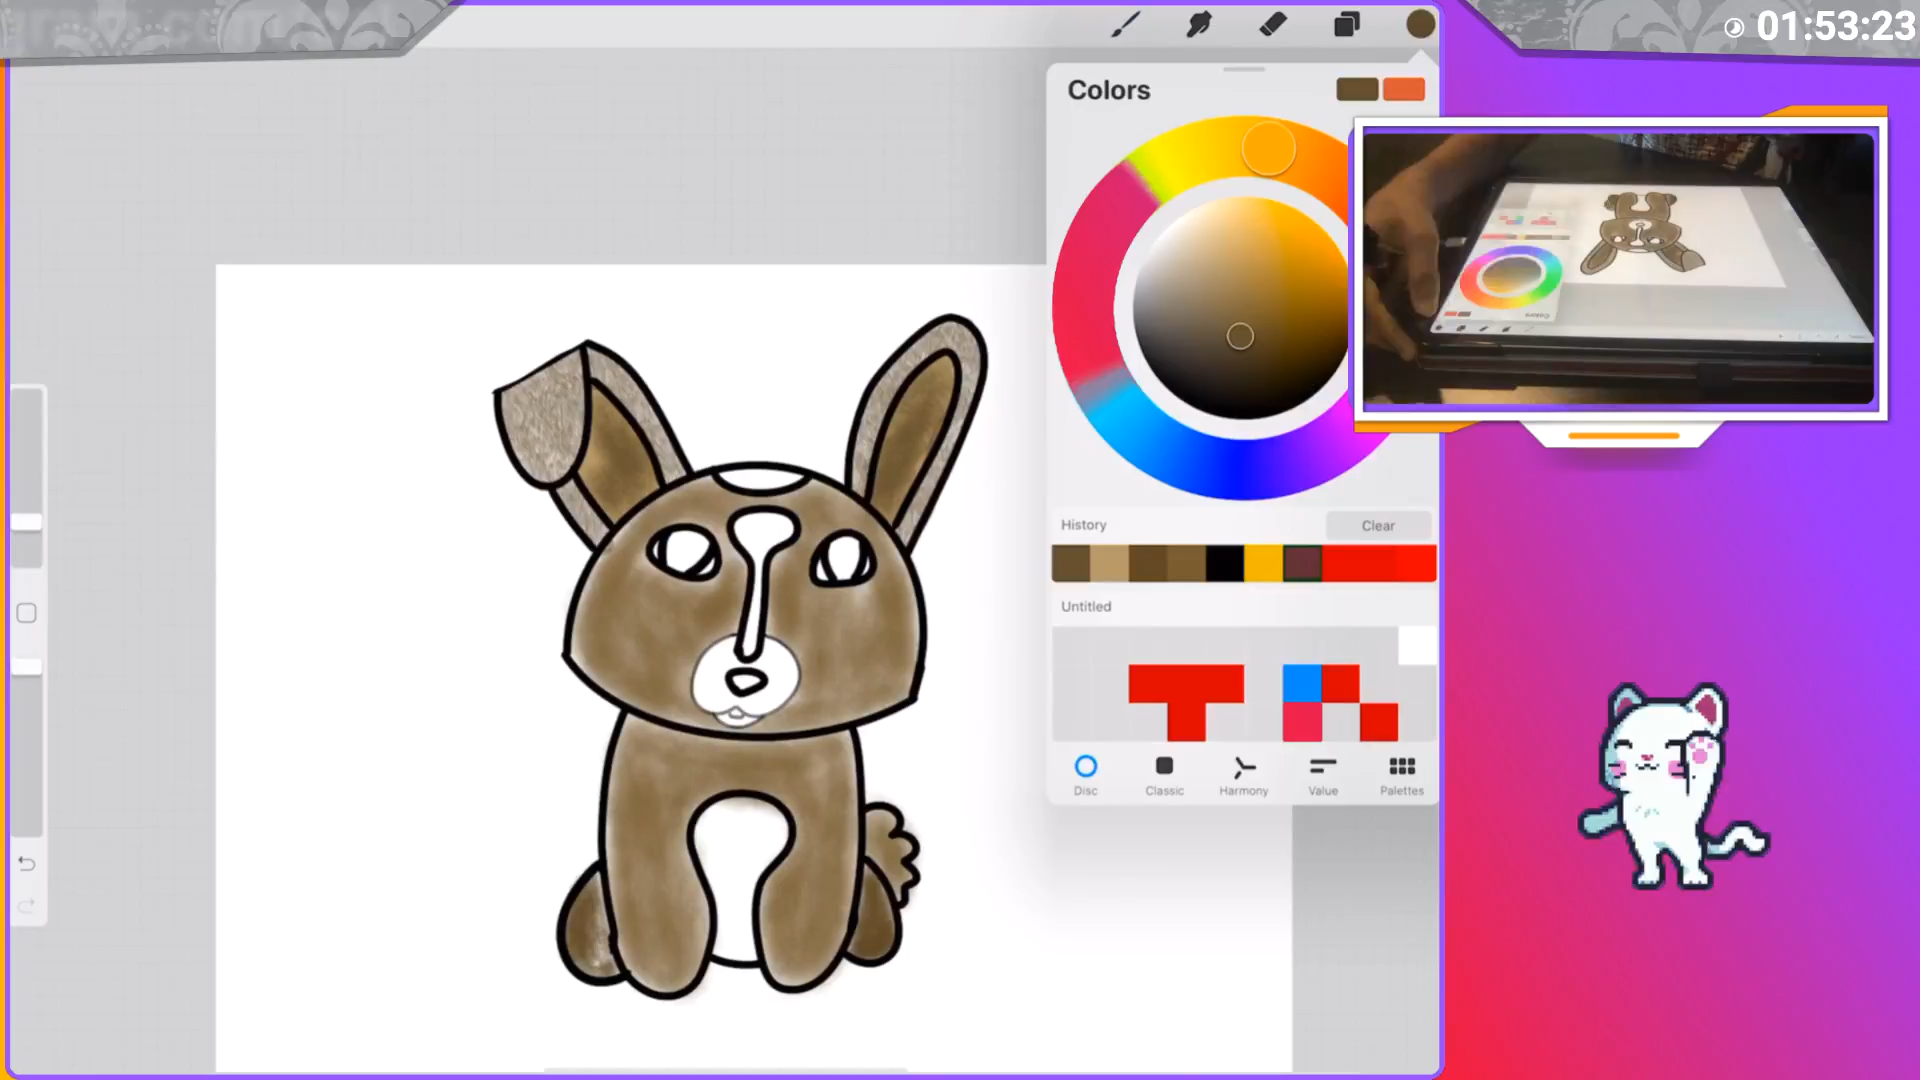 01:53:23
Colors
History
Clear
Untitled
Disc
Classic
Harmony
Value
Palettes